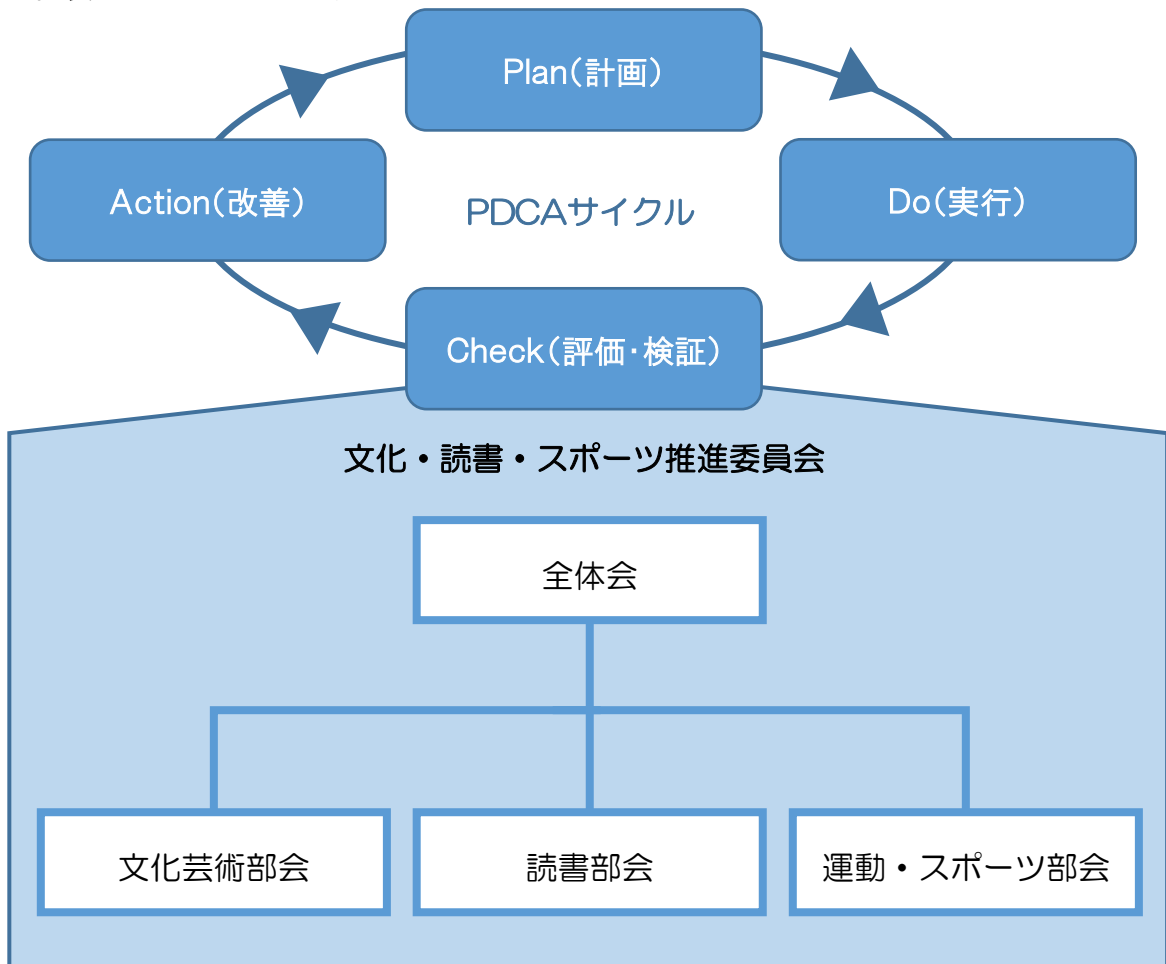 Plan(計画)
Action(改善)
PDCAサイクル
Do(実行)
Check(評価・検証)
文化・読書・スポーツ推進委員会
全体会
文化芸術部会
読書部会
運動・スポーツ部会